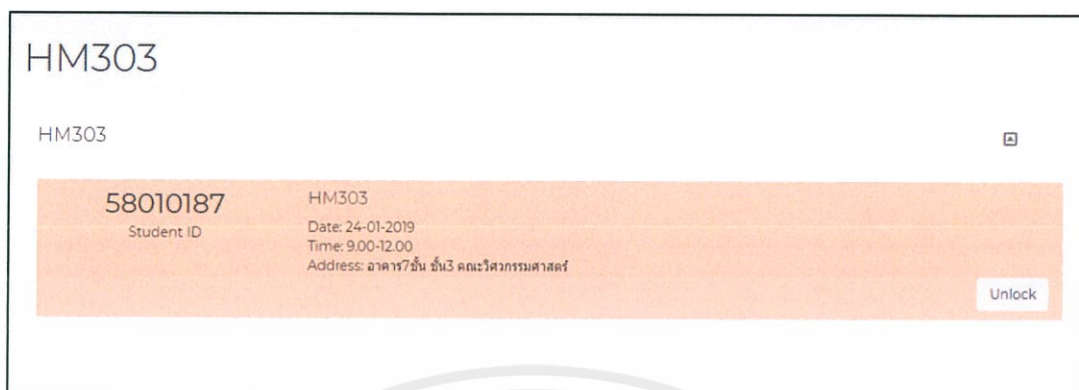 HM303
HM303
58010187
Student ID
HM303
Date: 24-01-2019
Time: 9.00-12.00
Address: อาคาร7ชั้น ชั้น3 คณะวิศวกรรมศาสตร์
Unlock